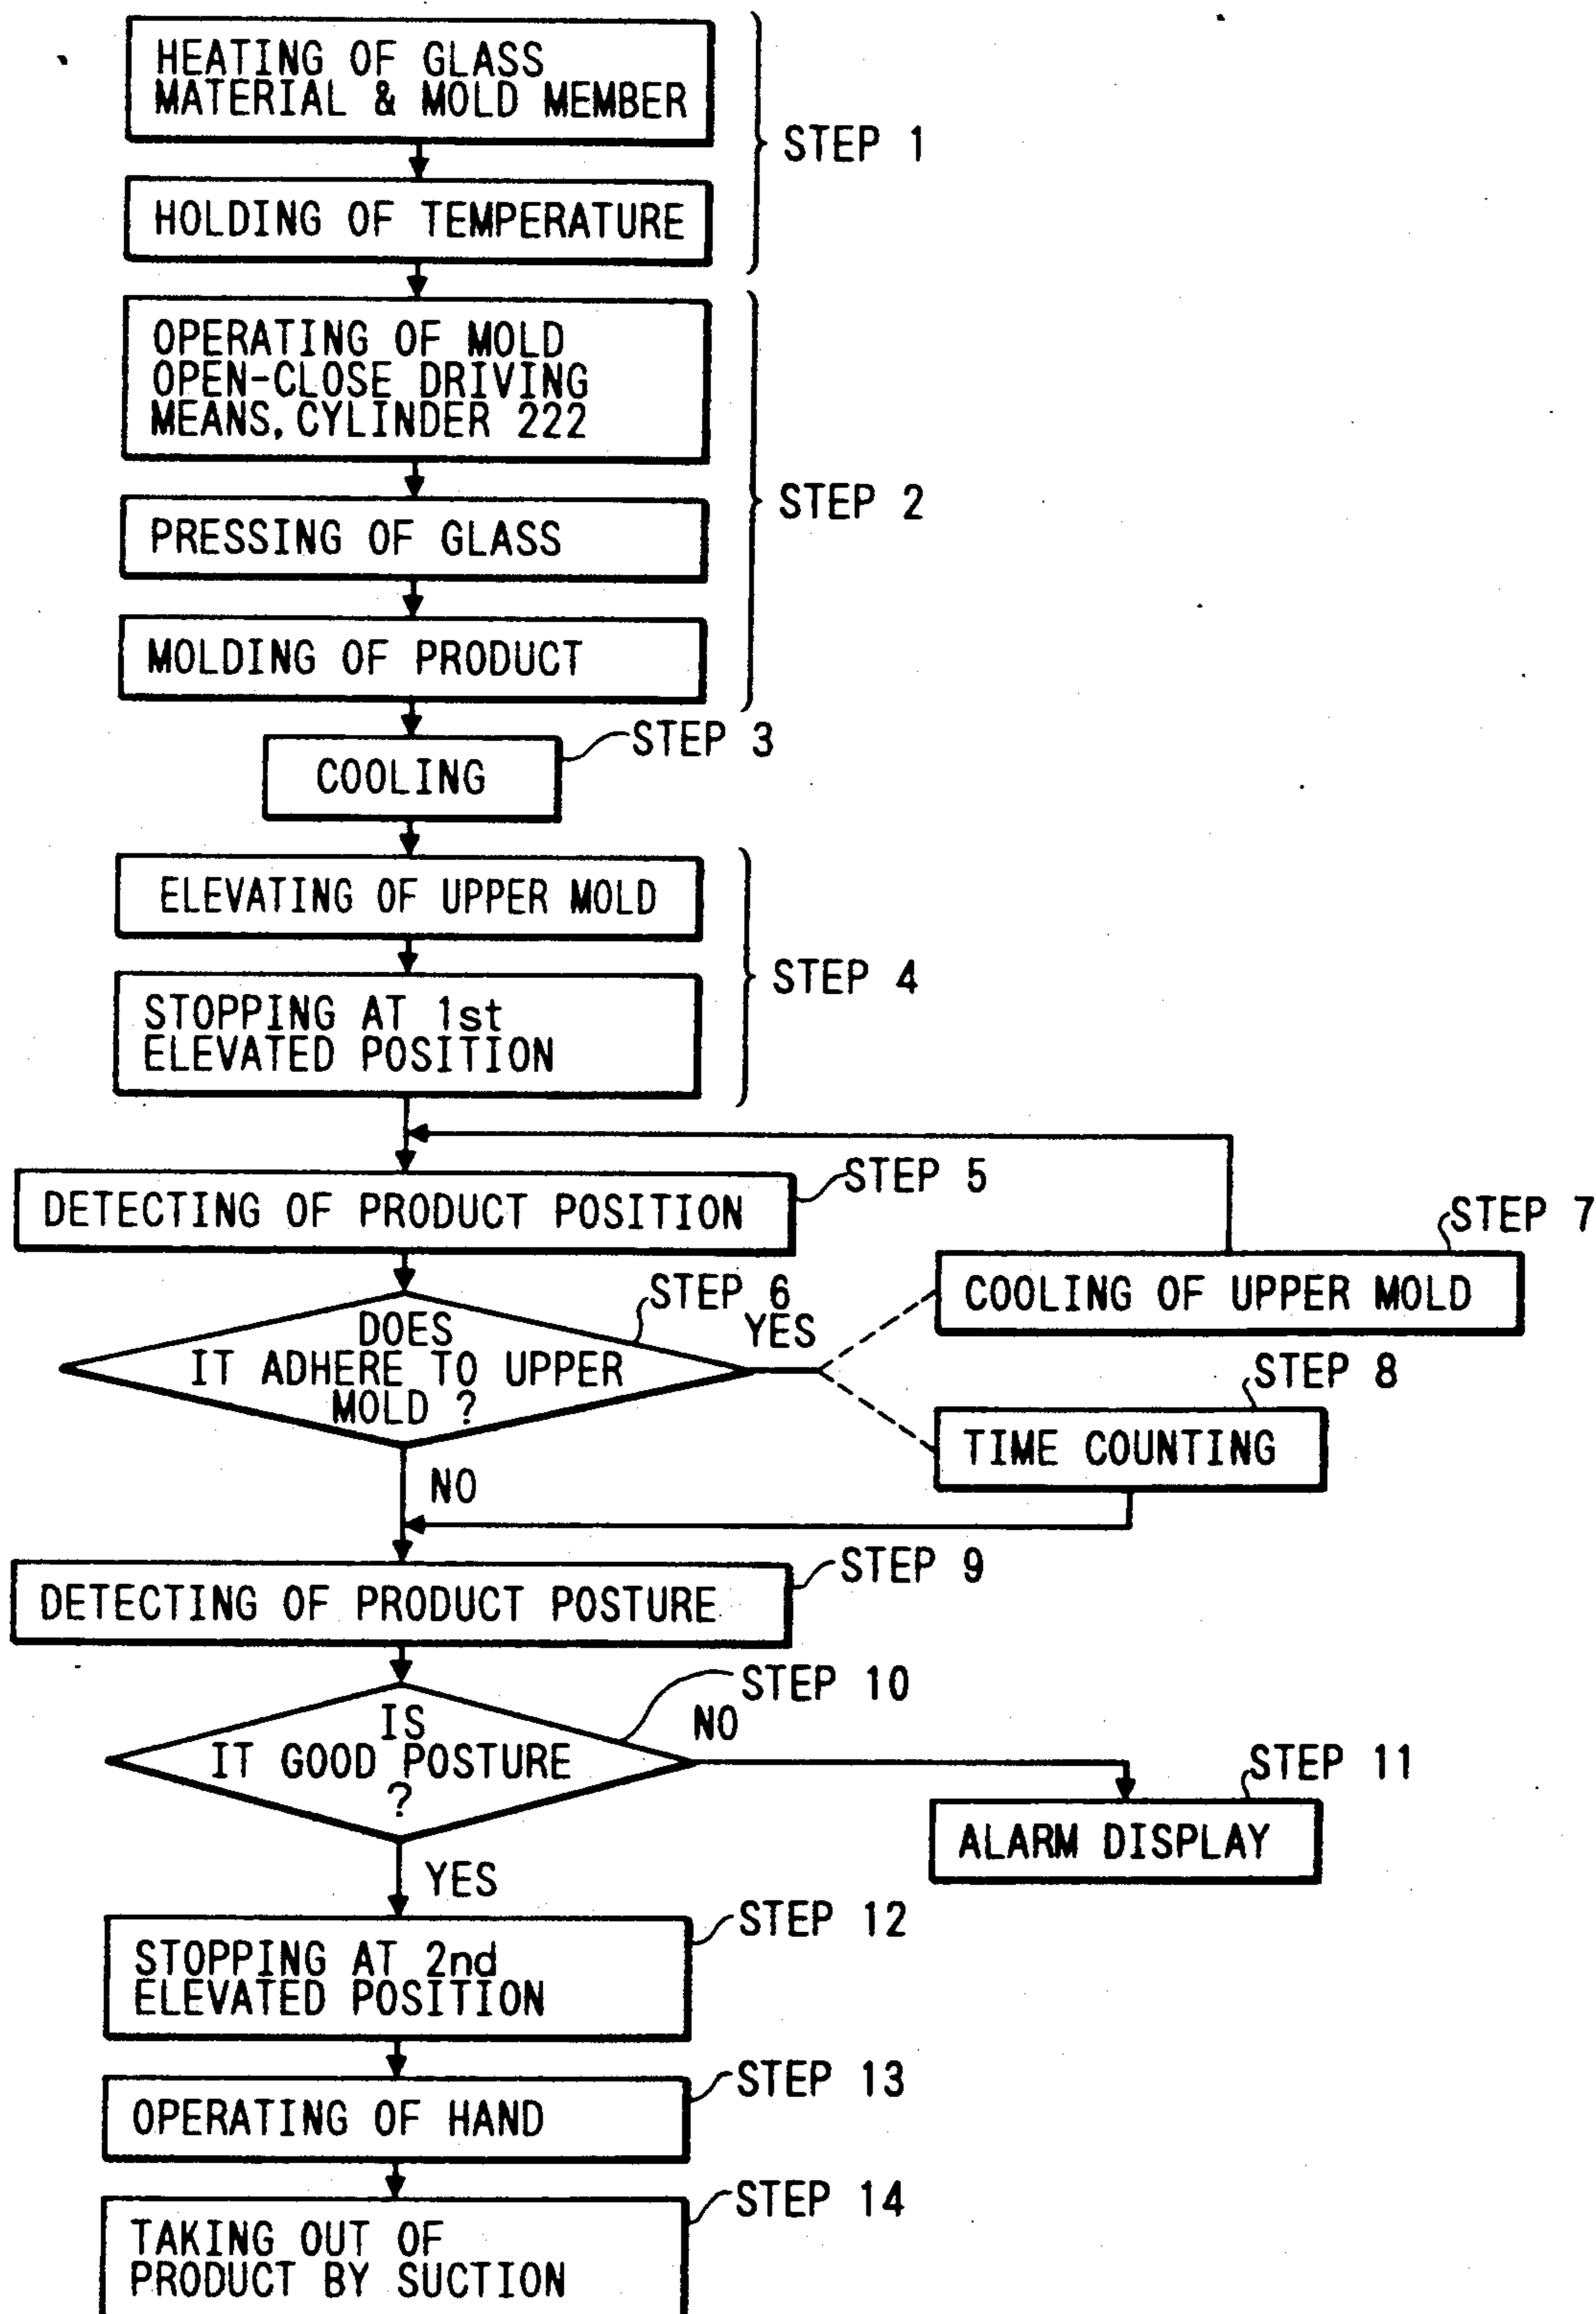 HEATING OF GLASS
MATERIAL & MOLD MEMBER
HOLDING OF TEMPERATURE
STEP 1
OPERATING OF MOLD
OPEN-CLOSE DRIVING
MEANS, CYLINDER 222
PRESSING OF GLASS
MOLDING OF PRODUCT
STEP 2
STEP 3
COOLING
ELEVATING OF UPPER MOLD
STOPPING AT 1st
ELEVATED POSITION
STEP 4
STEP 5
DETECTING OF PRODUCT POSITION
STEP 6
DOES
IT ADHERE TO UPPER
MOLD ?
YES
STEP 7
COOLING OF UPPER MOLD
STEP 8
TIME COUNTING
NO
STEP 9
DETECTING OF PRODUCT POSTURE
STEP 10
IS
IT GOOD POSTURE
?
NO
STEP 11
ALARM DISPLAY
YES
STEP 12
STOPPING AT 2nd
ELEVATED POSITION
STEP 13
OPERATING OF HAND
STEP 14
TAKING OUT OF
PRODUCT BY SUCTION